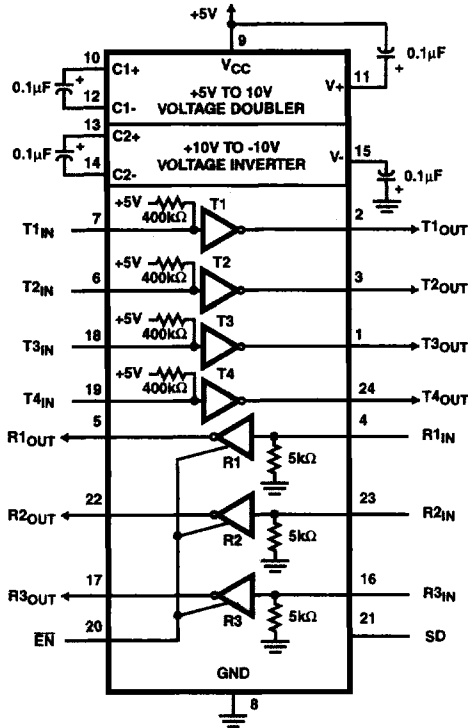 +5V
9
10
C1+
VCC
0.1µF
+
12
C1-
+5V TO 10V
VOLTAGE DOUBLER
V+
11
0.1µF
+
13
C2+
0.1µF
+
14
C2-
+10V TO -10V
VOLTAGE INVERTER
V-
15
0.1µF
+
T1IN
7
+5V
400kΩ
T1
2
T1OUT
T2IN
6
+5V
400kΩ
T2
3
T2OUT
T3IN
18
+5V
400kΩ
T3
1
T3OUT
T4IN
19
+5V
400kΩ
T4
24
T4OUT
R1OUT
5
R1
5kΩ
4
R1IN
R2OUT
22
R2
5kΩ
23
R2IN
R3OUT
17
R3
5kΩ
16
R3IN
EN
20
21
SD
GND
8